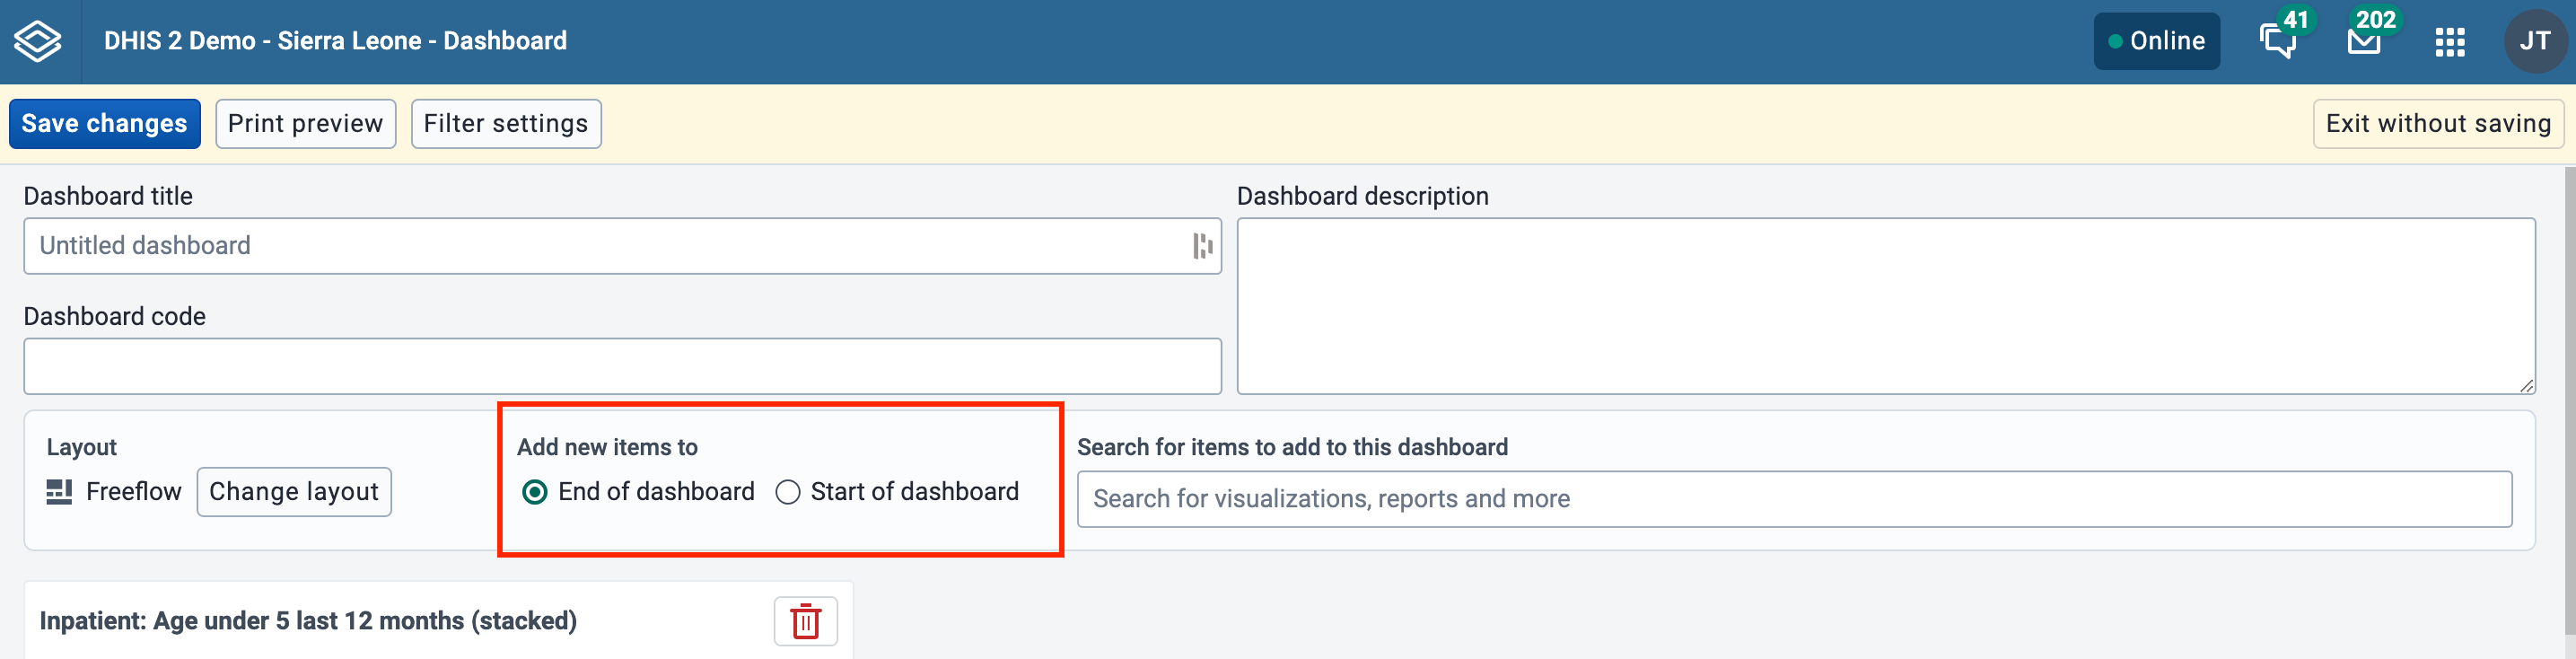 DHIS 2 Demo - Sierra Leone - Dashboard
Online
41
202
JT
Save changes
Print preview
Filter settings
Exit without saving
Dashboard title
Untitled dashboard
Dashboard description
Dashboard code
Layout
Freeflow
Change layout
Add new items to
End of dashboard
Start of dashboard
Search for items to add to this dashboard
Search for visualizations, reports and more
Inpatient: Age under 5 last 12 months (stacked)